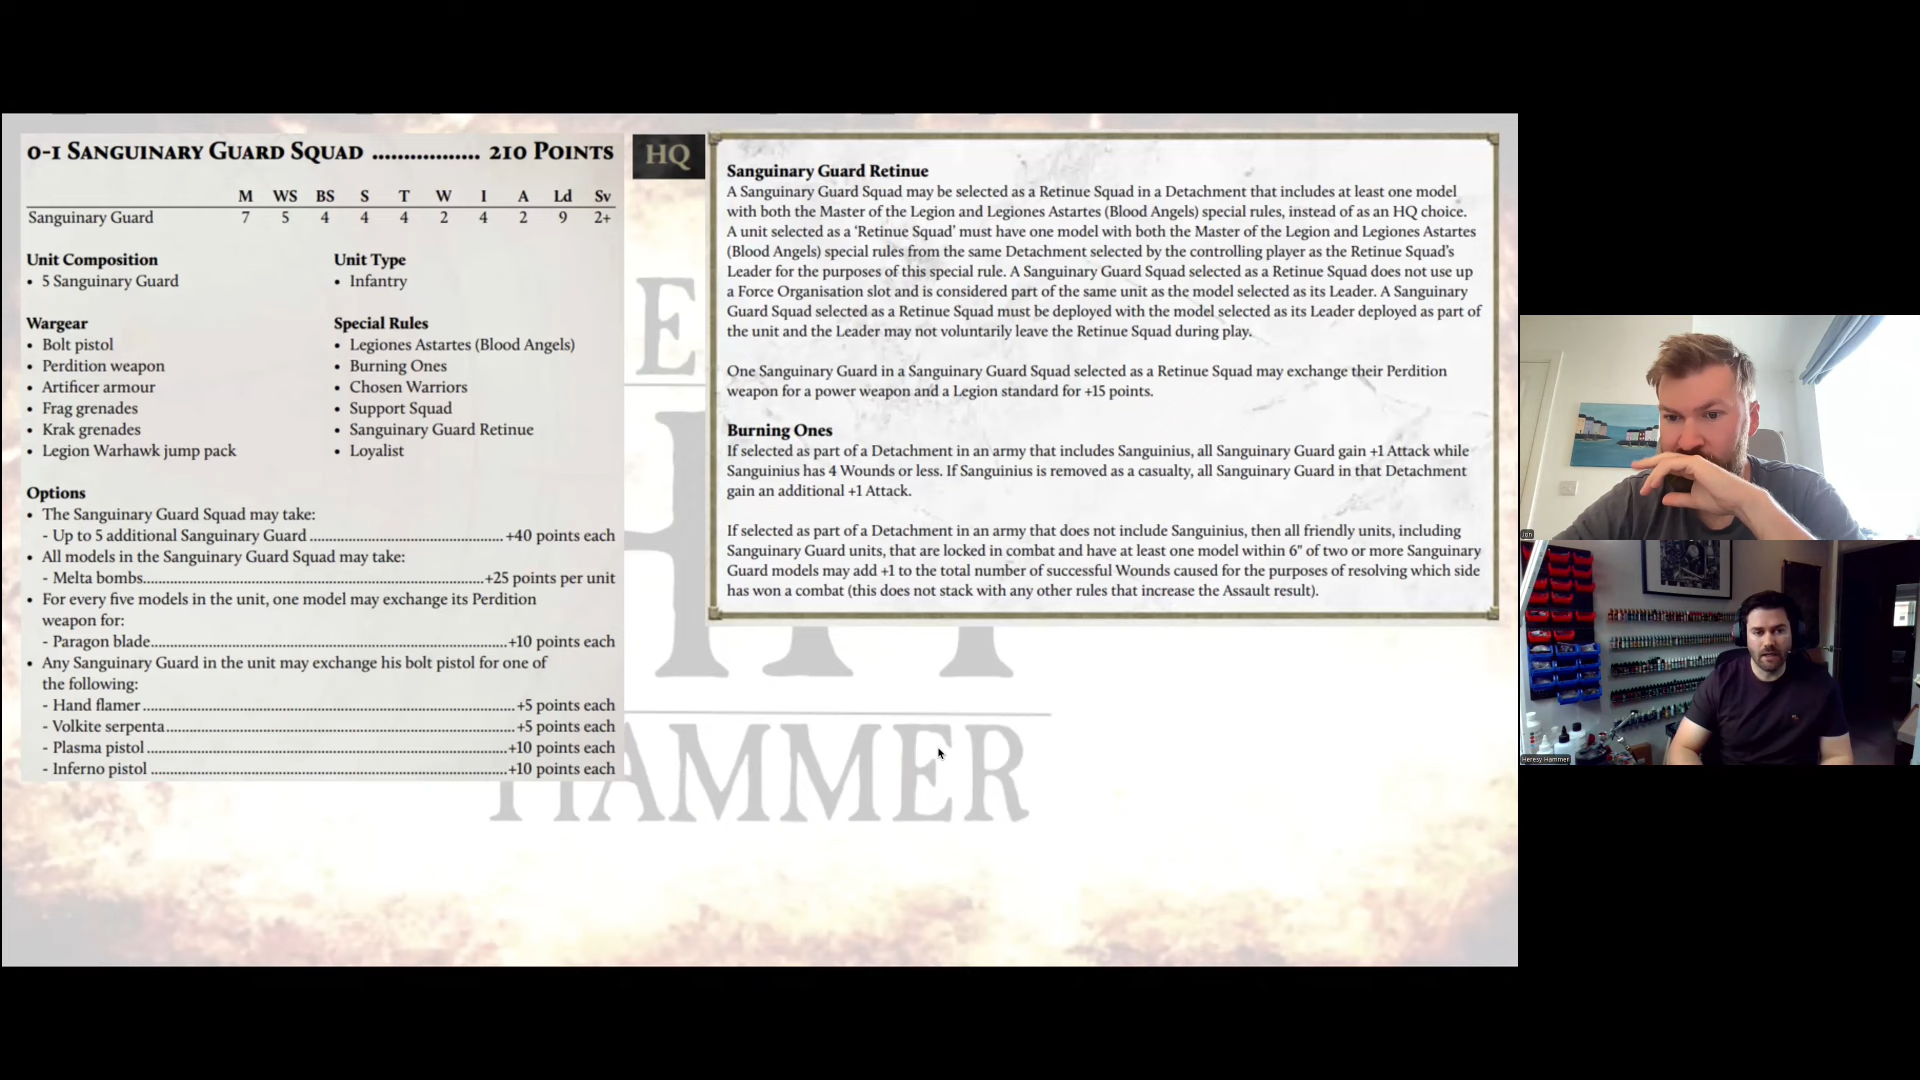 0-1 Sanguinary Guard Squad ................. 210 Points
M WS BS S T W I A Ld Sv
Sanguinary Guard 7 5 4 4 4 2 4 2 9 2+
Unit Composition
• 5 Sanguinary Guard
Unit Type
• Infantry
Wargear
• Bolt pistol
• Perdition weapon
• Artificer armour
• Frag grenades
• Krak grenades
• Legion Warhawk jump pack
Special Rules
• Legiones Astartes (Blood Angels)
• Burning Ones
• Chosen Warriors
• Support Squad
• Sanguinary Guard Retinue
• Loyalist
Options
• The Sanguinary Guard Squad may take:
- Up to 5 additional Sanguinary Guard ................ +40 points each
• All models in the Sanguinary Guard Squad may take:
- Melta bombs................ +25 points per unit
• For every five models in the unit, one model may exchange its Perdition
weapon for:
- Paragon blade................ +10 points each
• Any Sanguinary Guard in the unit may exchange his bolt pistol for one of
the following:
- Hand flamer ................ +5 points each
- Volkite serpenta................ +5 points each
- Plasma pistol ................ +10 points each
- Inferno pistol ................ +10 points each
HQ
Sanguinary Guard Retinue
A Sanguinary Guard Squad may be selected as a Retinue Squad in a Detachment that includes at least one model
with both the Master of the Legion and Legiones Astartes (Blood Angels) special rules, instead of as an HQ choice.
A unit selected as a ‘Retinue Squad’ must have one model with both the Master of the Legion and Legiones Astartes
(Blood Angels) special rules from the same Detachment selected by the controlling player as the Retinue Squad’s
Leader for the purposes of this special rule. A Sanguinary Guard Squad selected as a Retinue Squad does not use up
a Force Organisation slot and is considered part of the same unit as the model selected as its Leader. A Sanguinary
Guard Squad selected as a Retinue Squad must be deployed with the model selected as its Leader deployed as part of
the unit and the Leader may not voluntarily leave the Retinue Squad during play.
One Sanguinary Guard in a Sanguinary Guard Squad selected as a Retinue Squad may exchange their Perdition
weapon for a power weapon and a Legion standard for +15 points.
Burning Ones
If selected as part of a Detachment in an army that includes Sanguinius, all Sanguinary Guard gain +1 Attack while
Sanguinius has 4 Wounds or less. If Sanguinius is removed as a casualty, all Sanguinary Guard in that Detachment
gain an additional +1 Attack.
If selected as part of a Detachment in an army that does not include Sanguinius, then all friendly units, including
Sanguinary Guard units, that are locked in combat and have at least one model within 6" of two or more Sanguinary
Guard models may add +1 to the total number of successful Wounds caused for the purposes of resolving which side
has won a combat (this does not stack with any other rules that increase the Assault result).
HAMMER
Jon
Heresy Hammer